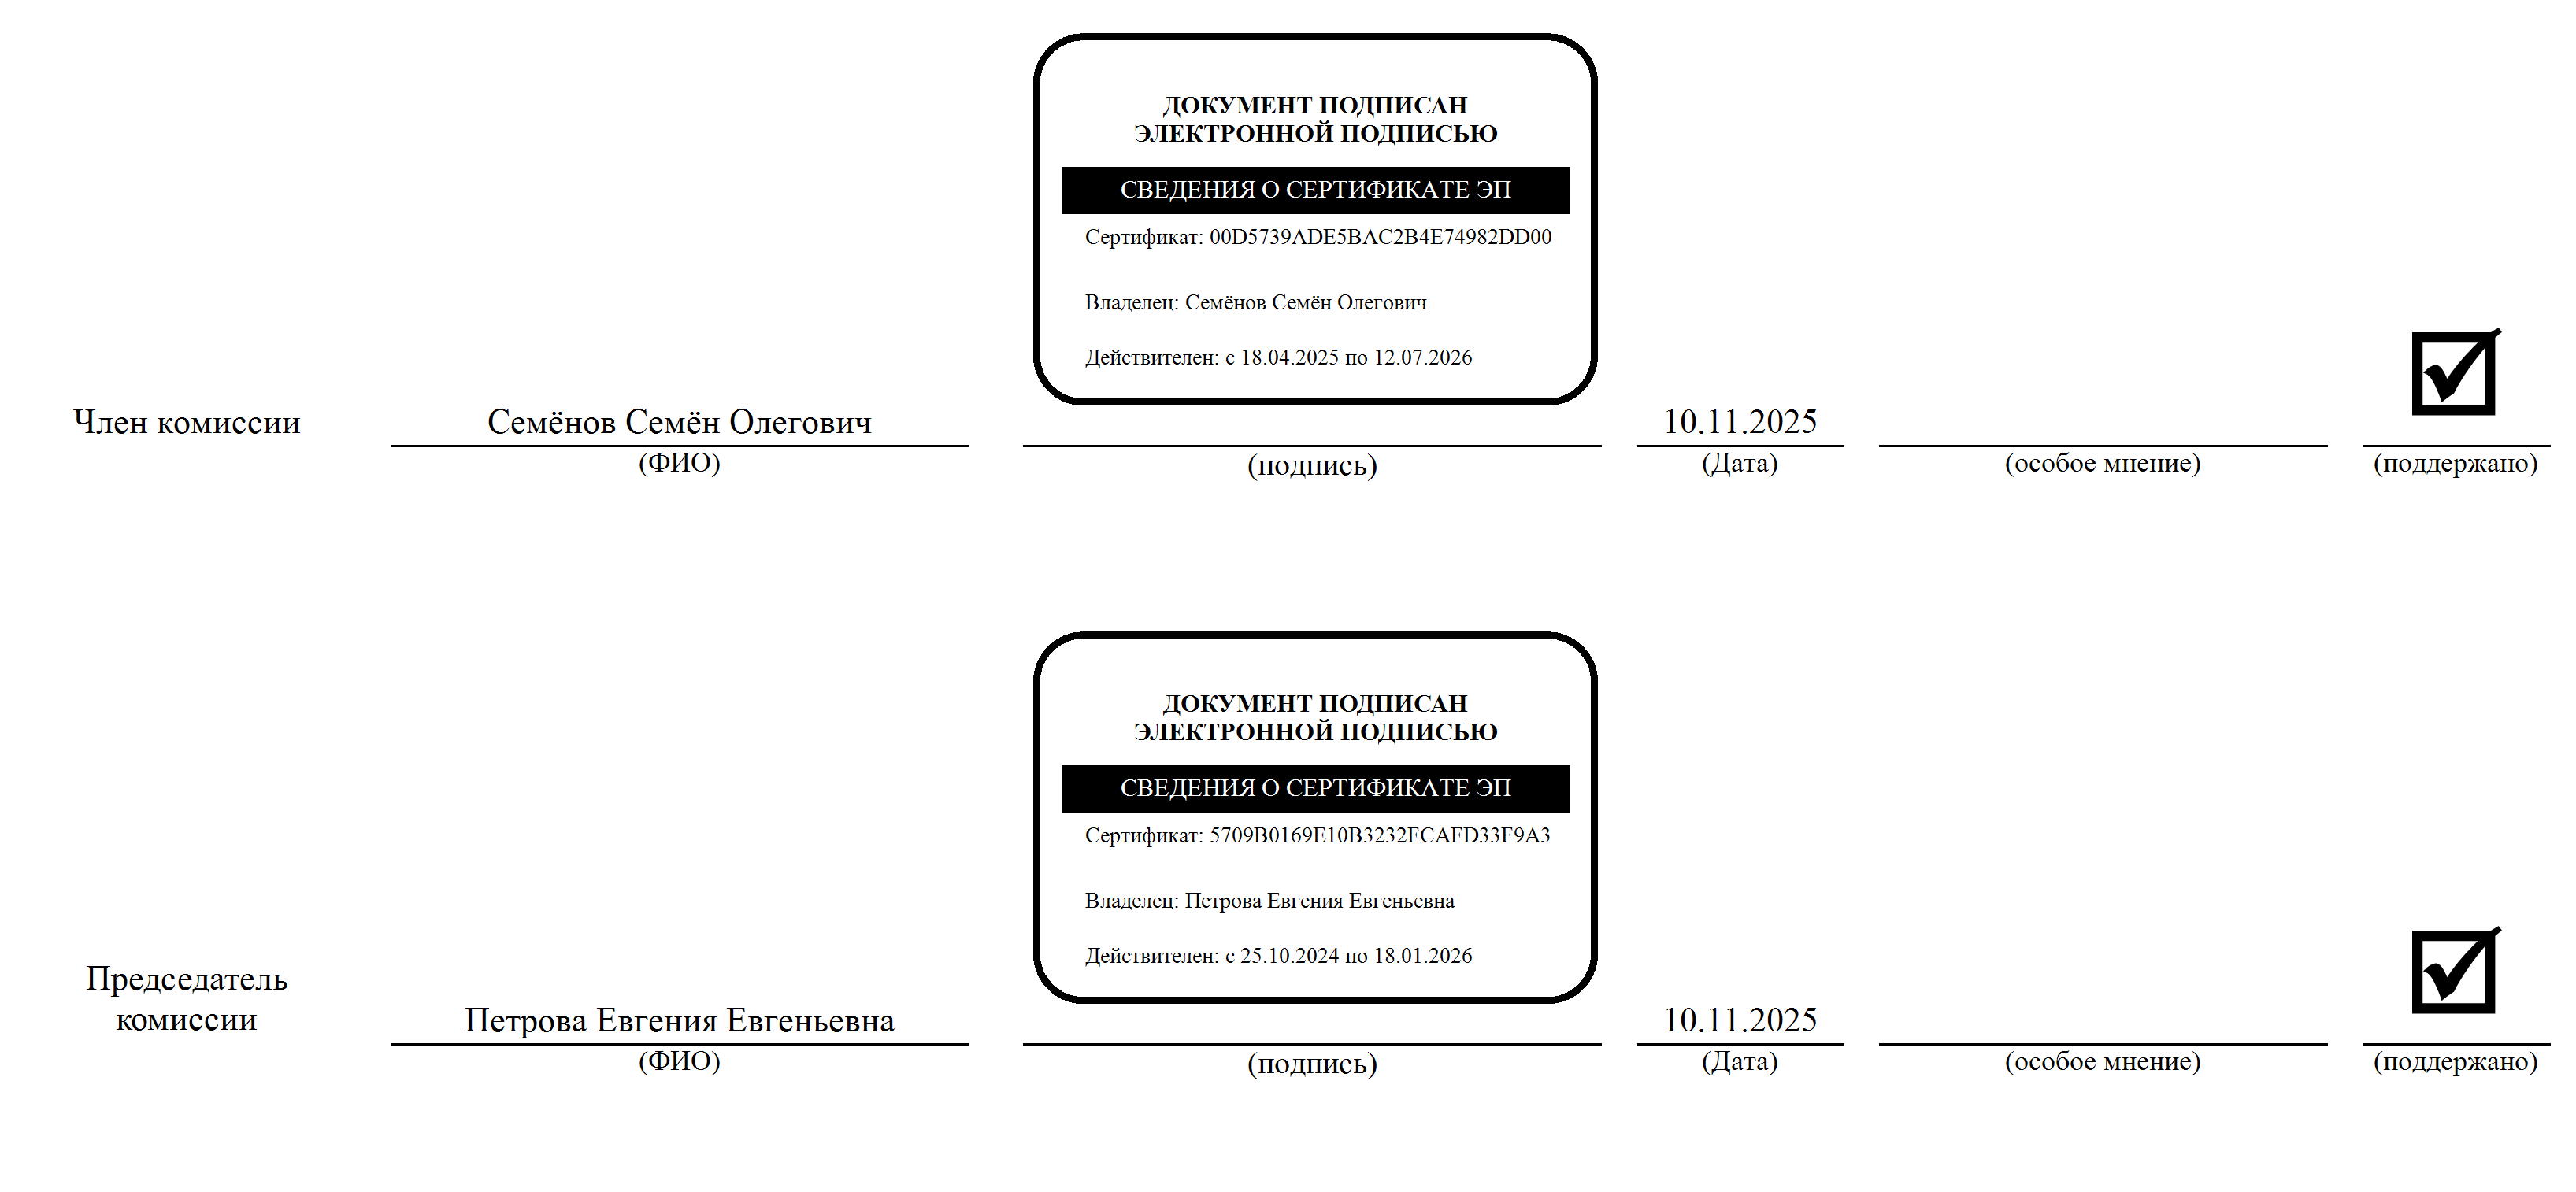 ДОКУМЕНТ ПОДПИСАН
ЭЛЕКТРОННОЙ ПОДПИСЬЮ
СВЕДЕНИЯ О СЕРТИФИКАТЕ ЭП
Сертификат: 00D5739ADE5BAC2B4E74982DD00
Владелец: Семёнов Семён Олегович
Действителен: с 18.04.2025 по 12.07.2026
Член комиссии Семёнов Семён Олегович 10.11.2025
(ФИО) (подпись) (Дата) (особое мнение) (поддержано)
ДОКУМЕНТ ПОДПИСАН
ЭЛЕКТРОННОЙ ПОДПИСЬЮ
СВЕДЕНИЯ О СЕРТИФИКАТЕ ЭП
Сертификат: 5709B0169E10B3232FCAFD33F9A3
Владелец: Петрова Евгения Евгеньевна
Действителен: с 25.10.2024 по 18.01.2026
Председатель
комиссии Петрова Евгения Евгеньевна 10.11.2025
(ФИО) (подпись) (Дата) (особое мнение) (поддержано)